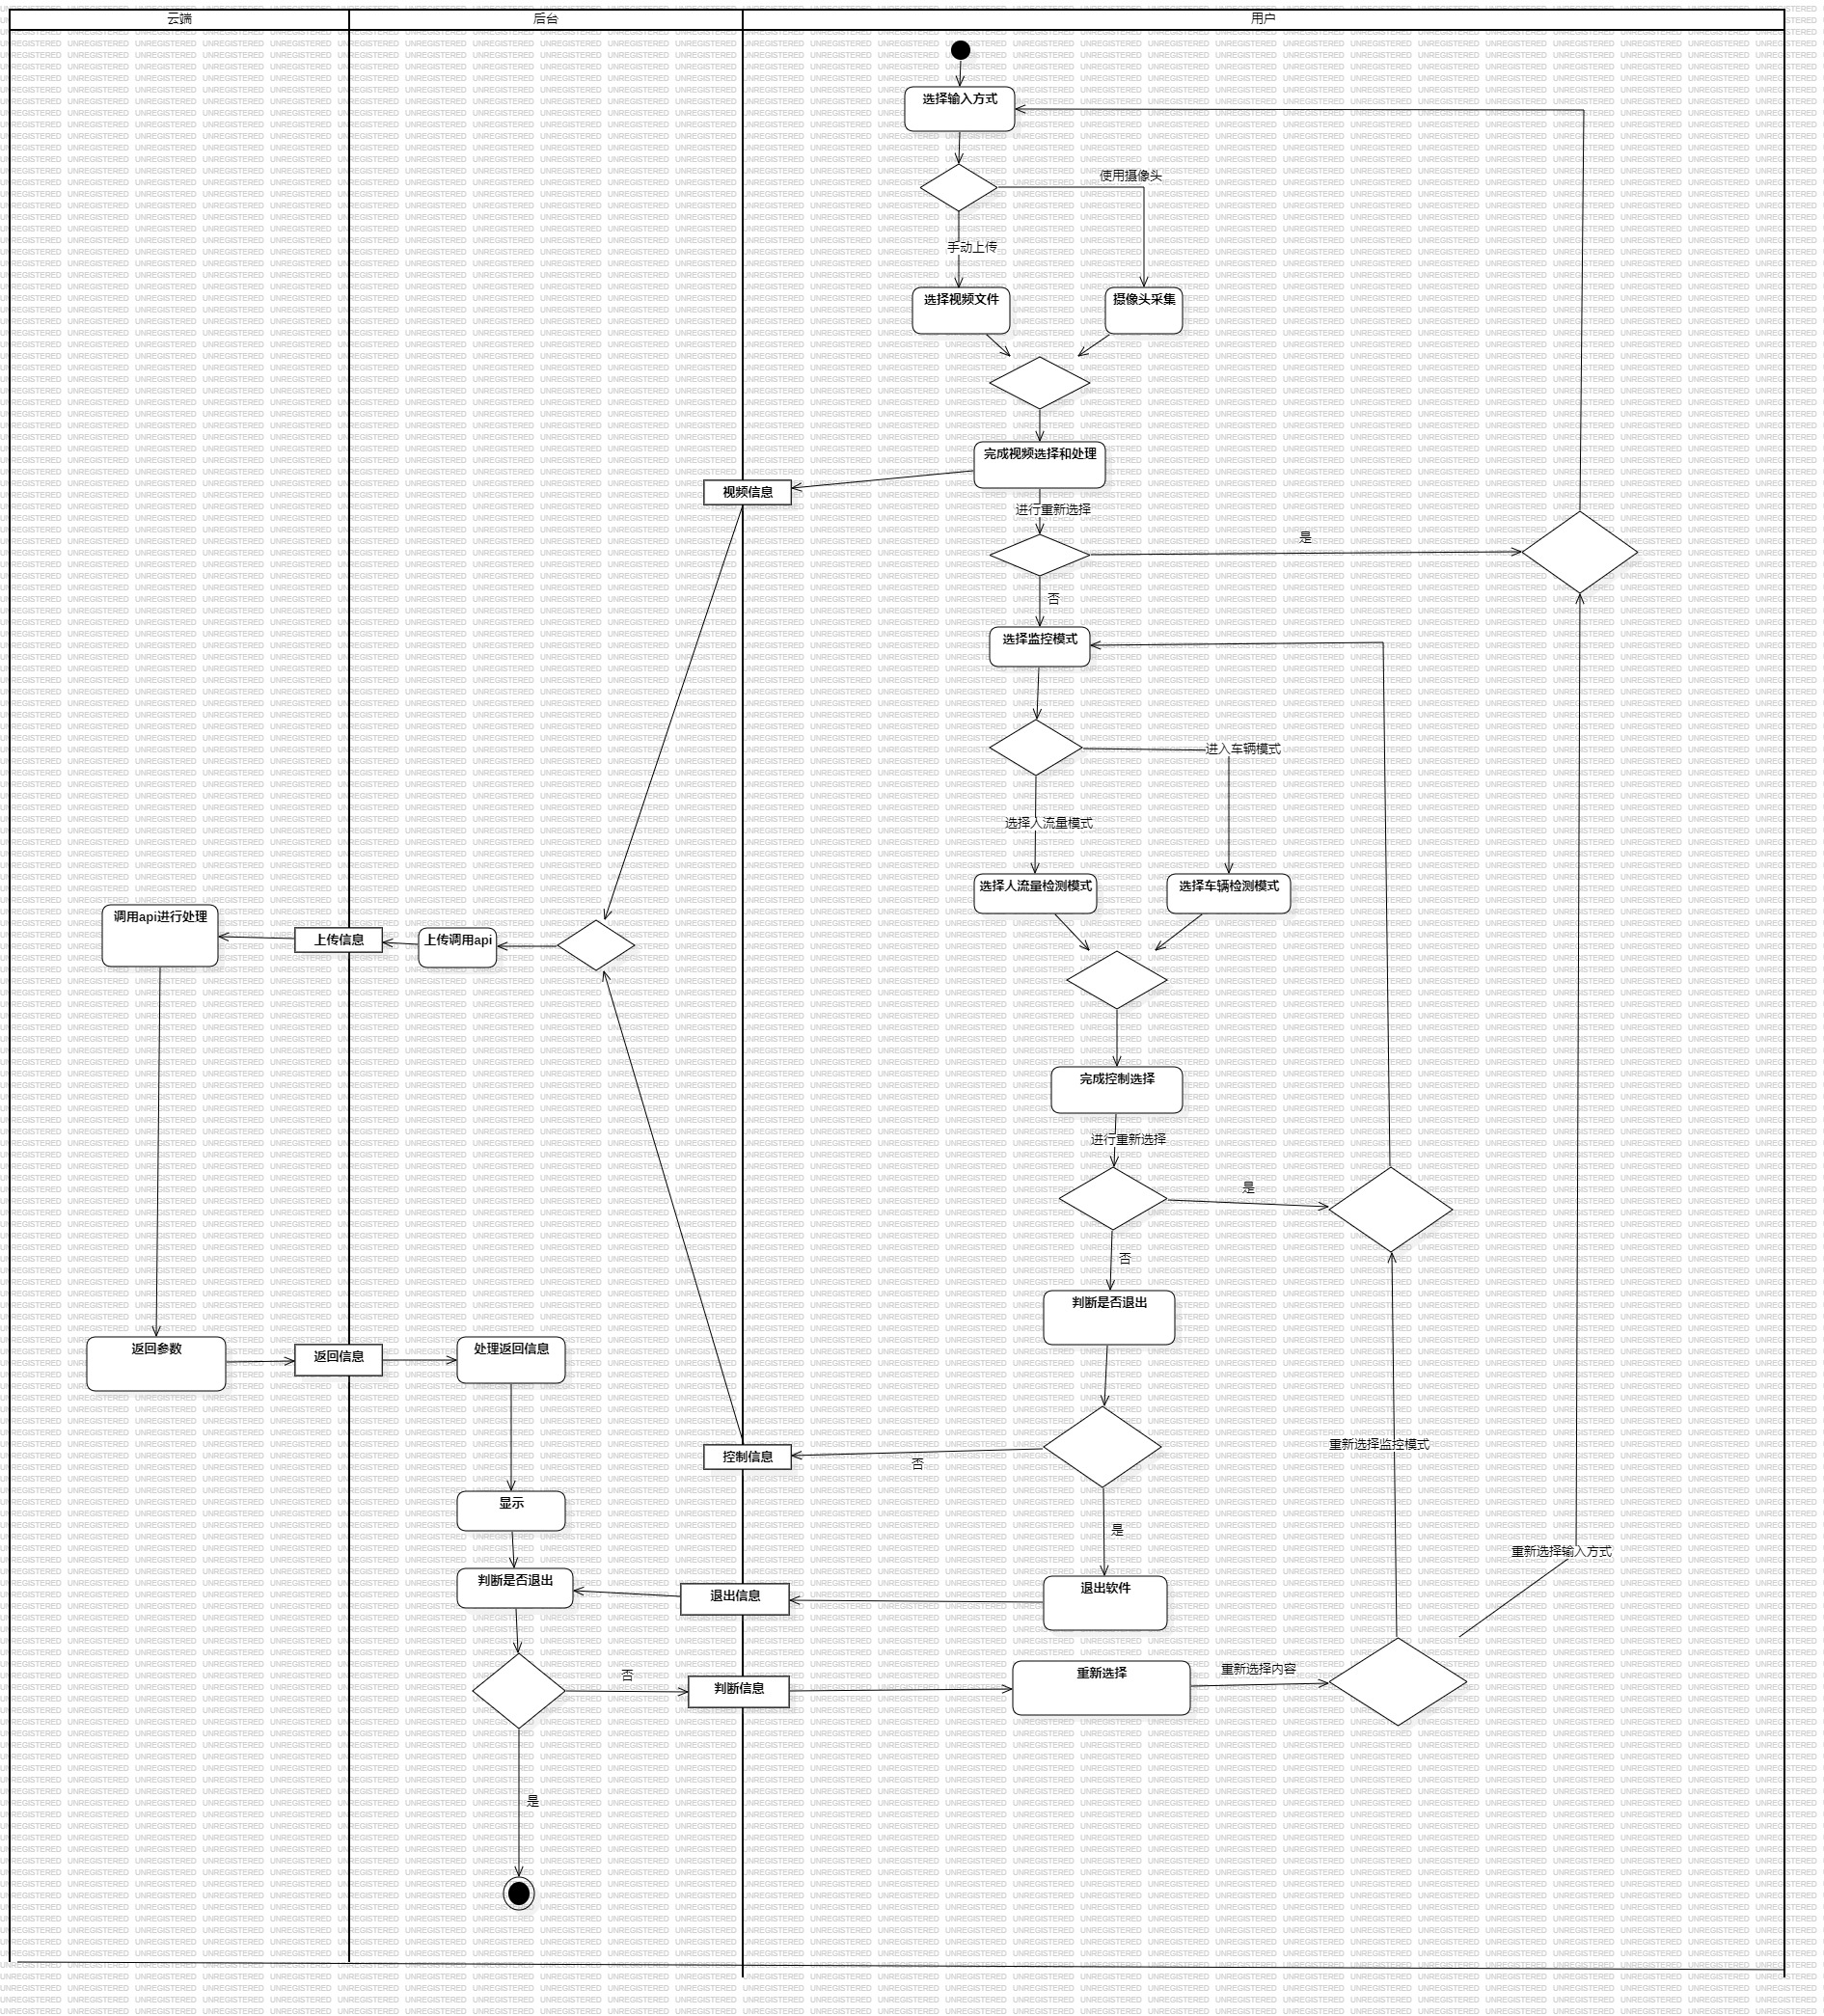 云端
后台
用户
选择输入方式
使用摄像头
手动上传
选择视频文件
摄像头采集
完成视频选择和处理
视频信息
进行重新选择
是
否
选择监控模式
进入车辆模式
选择人流量模式
选择人流量检测模式
选择车辆检测模式
调用api进行处理
上传信息
上传调用api
完成控制选择
进行重新选择
是
否
判断是否退出
返回参数
返回信息
处理返回信息
重新选择监控模式
控制信息
否
显示
是
重新选择输入方式
判断是否退出
退出信息
退出软件
否
判断信息
重新选择
重新选择内容
是
UNREGISTERED